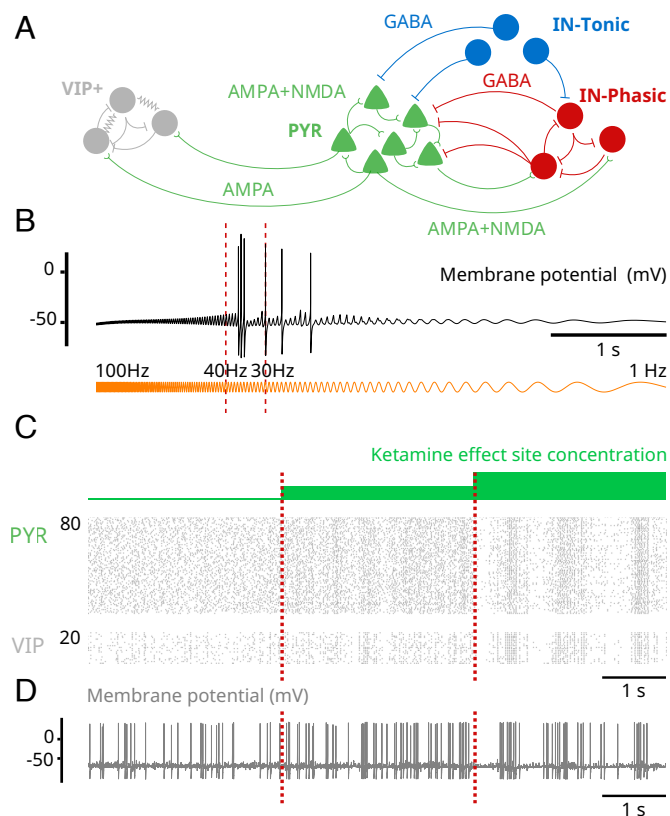 A
GABA
IN-Tonic
VIP+
AMPA+NMDA
GABA
IN-Phasic
PYR
AMPA
AMPA+NMDA
B
0
Membrane potential (mV)
-50
1 s
100Hz
40Hz
30Hz
1 Hz
C
Ketamine effect site concentration
80
PYR
20
VIP
1 s
D
Membrane potential (mV)
0
-50
1 s